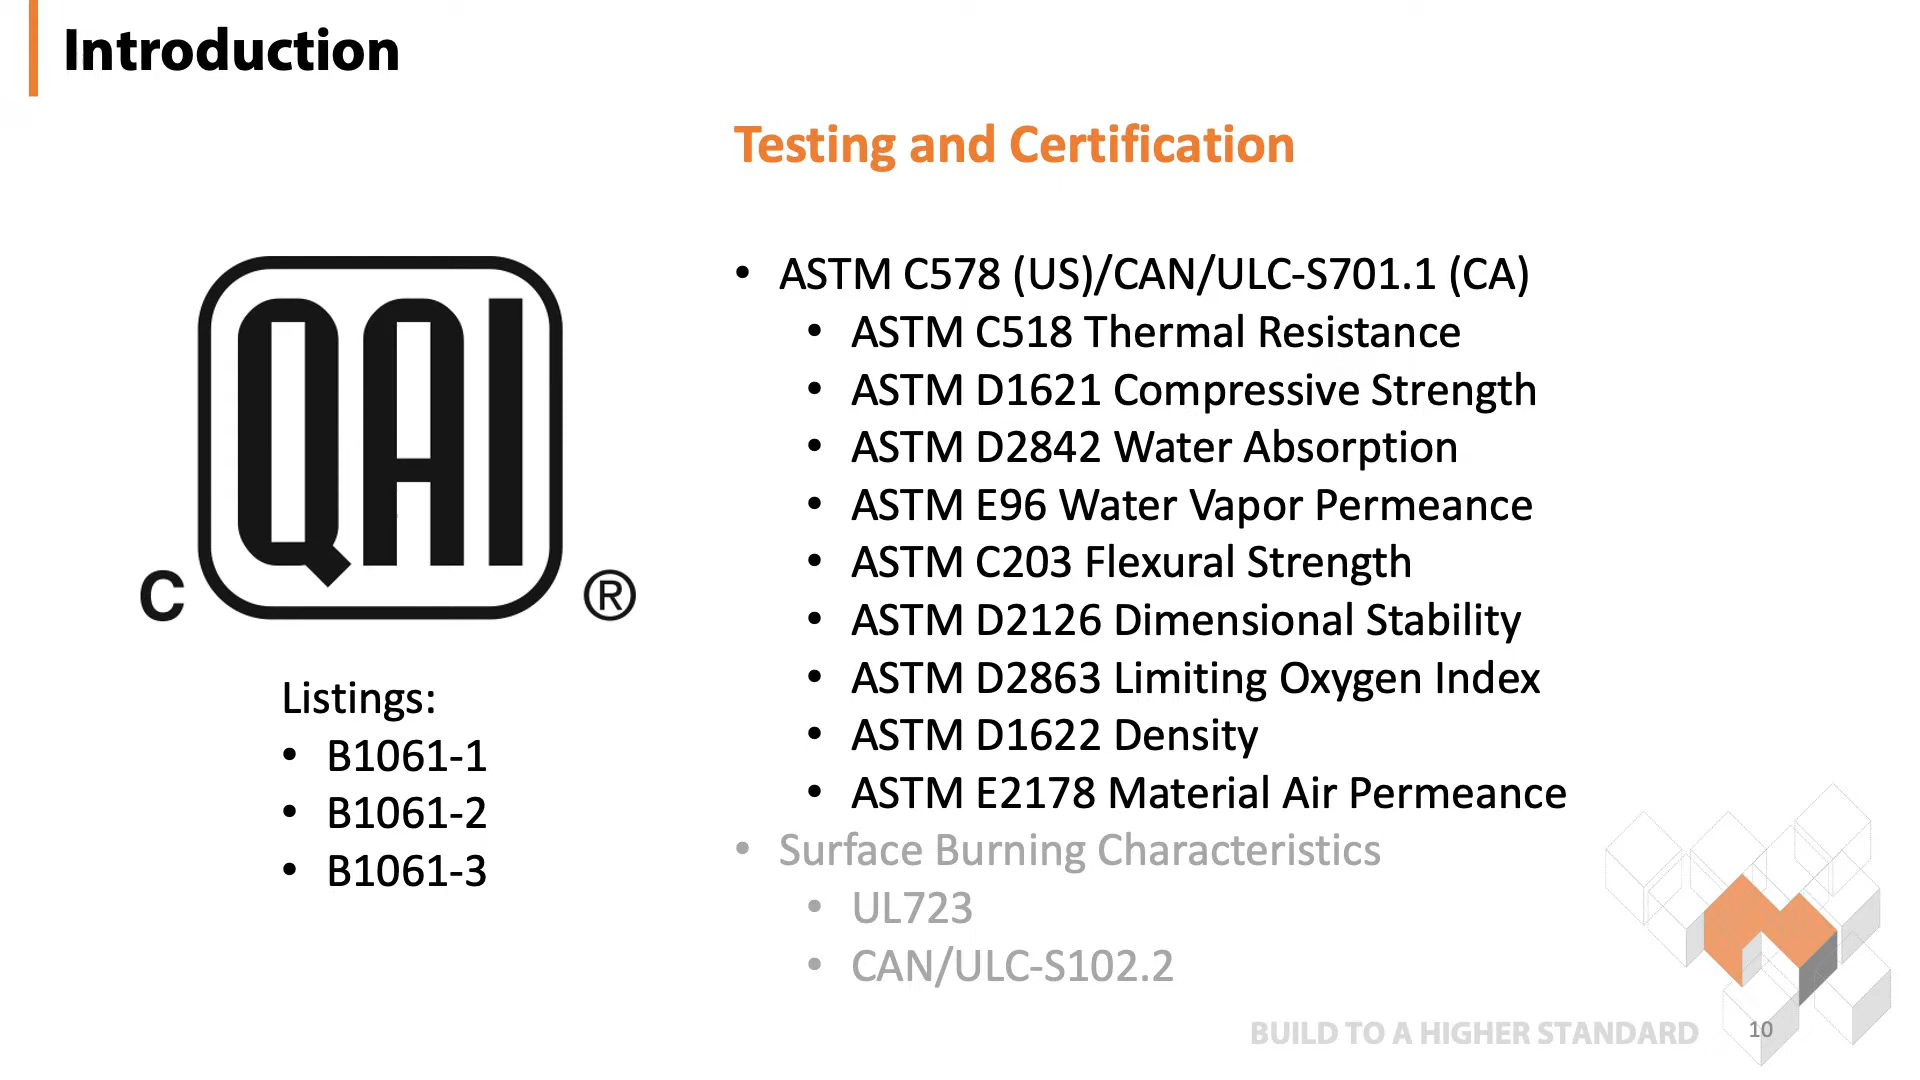 Introduction
Testing and Certification
QAI
C ®
Listings:
• B1061-1
• B1061-2
• B1061-3
• ASTM C578 (US)/CAN/ULC-S701.1 (CA)
• ASTM C518 Thermal Resistance
• ASTM D1621 Compressive Strength
• ASTM D2842 Water Absorption
• ASTM E96 Water Vapor Permeance
• ASTM C203 Flexural Strength
• ASTM D2126 Dimensional Stability
• ASTM D2863 Limiting Oxygen Index
• ASTM D1622 Density
• ASTM E2178 Material Air Permeance
• Surface Burning Characteristics
• UL723
• CAN/ULC-S102.2
BUILD TO A HIGHER STANDARD
10